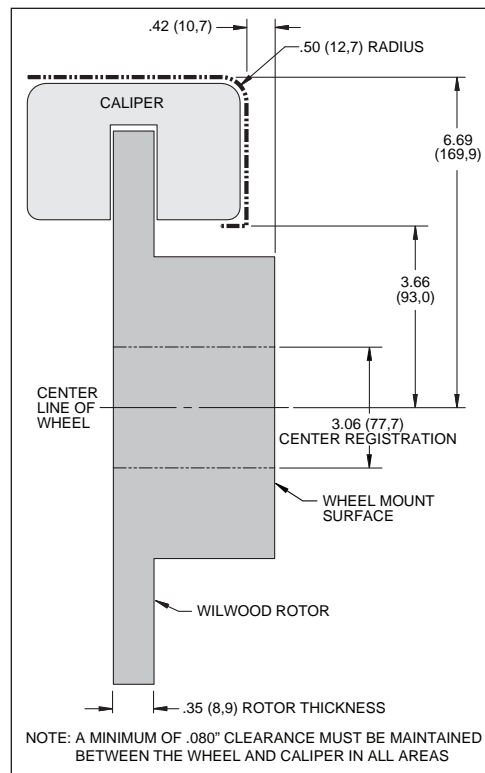 .42 (10,7)
.50 (12,7) RADIUS
CALIPER
6.69
(169,9)
3.66
(93,0)
CENTER
LINE OF
WHEEL
3.06 (77,7)
CENTER REGISTRATION
WHEEL MOUNT
SURFACE
WILWOOD ROTOR
.35 (8,9) ROTOR THICKNESS
NOTE: A MINIMUM OF .080" CLEARANCE MUST BE MAINTAINED
BETWEEN THE WHEEL AND CALIPER IN ALL AREAS